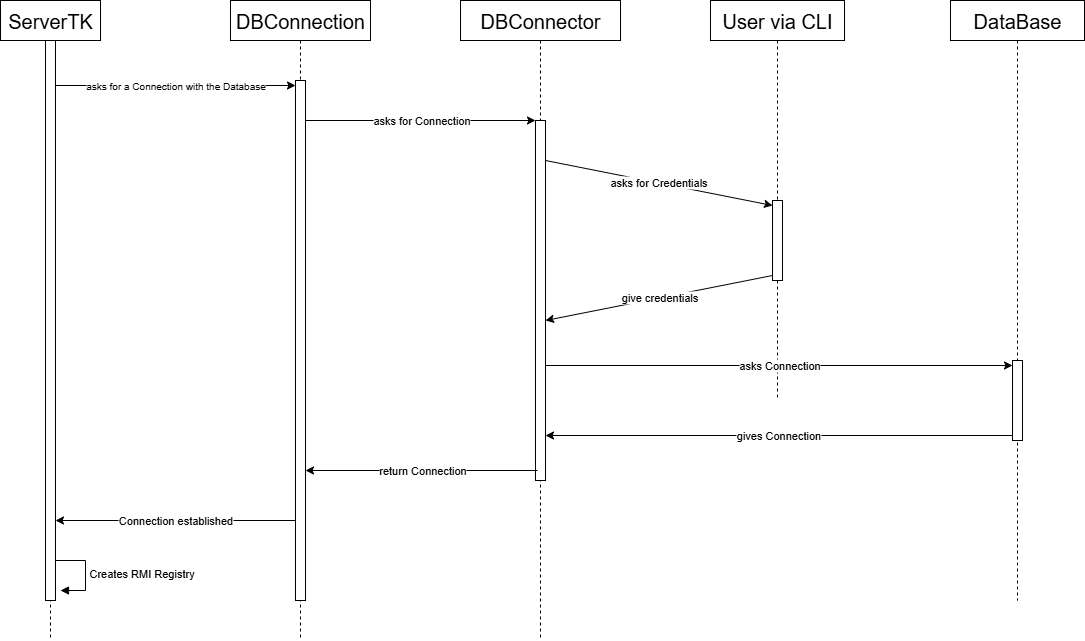 ServerTK
DBConnection
DBConnector
User via CLI
DataBase
asks for a Connection with the Database
asks for Connection
asks for Credentials
give credentials
asks Connection
gives Connection
return Connection
Connection established
Creates RMI Registry